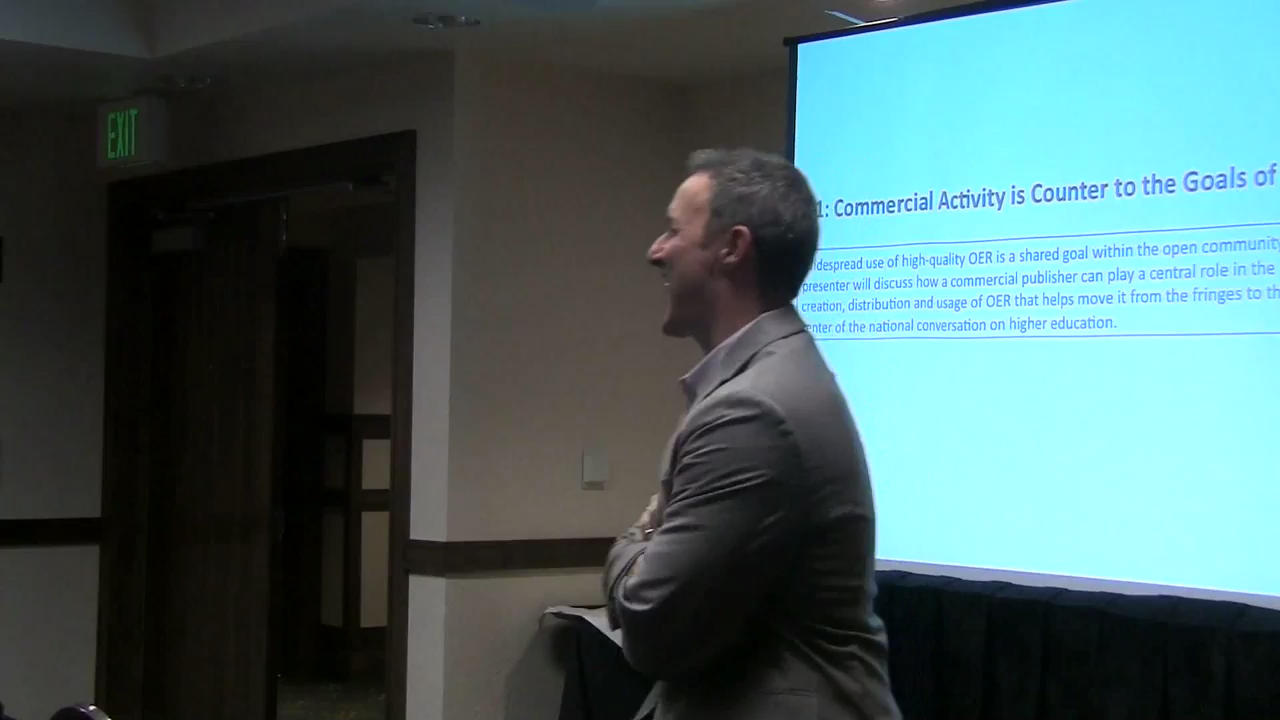 EXIT
1: Commercial Activity is Counter to the Goals of
despread use of high-quality OER is a shared goal within the open community
presenter will discuss how a commercial publisher can play a central role in the
creation, distribution and usage of OER that helps move it from the fringes to th
enter of the national conversation on higher education.